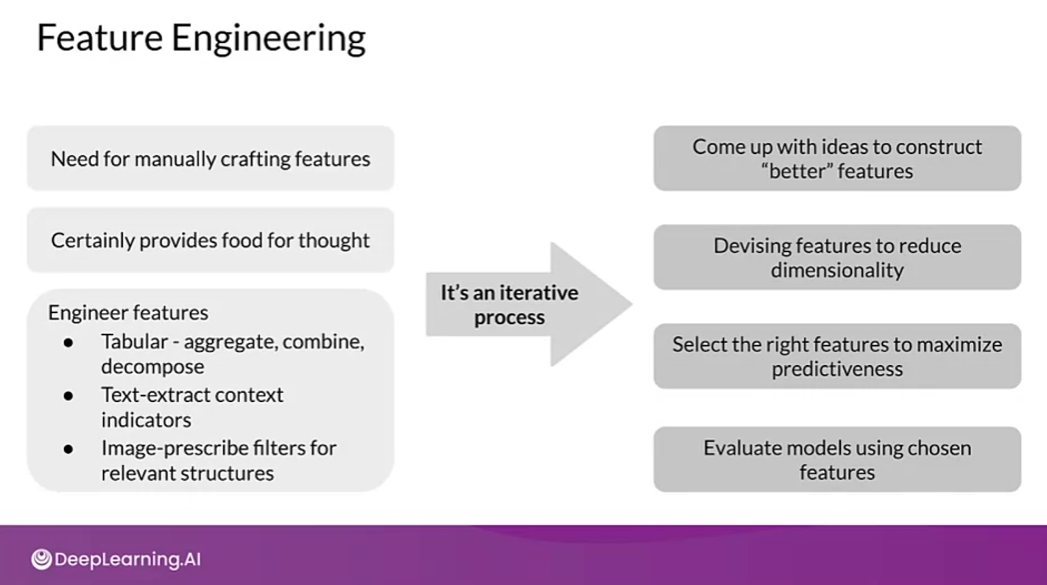 Feature Engineering
Need for manually crafting features
Certainly provides food for thought
Engineer features
● Tabular - aggregate, combine,
decompose
● Text-extract context
indicators
● Image-prescribe filters for
relevant structures
It's an iterative
process
Come up with ideas to construct
“better” features
Devising features to reduce
dimensionality
Select the right features to maximize
predictiveness
Evaluate models using chosen
features
DeepLearning.AI